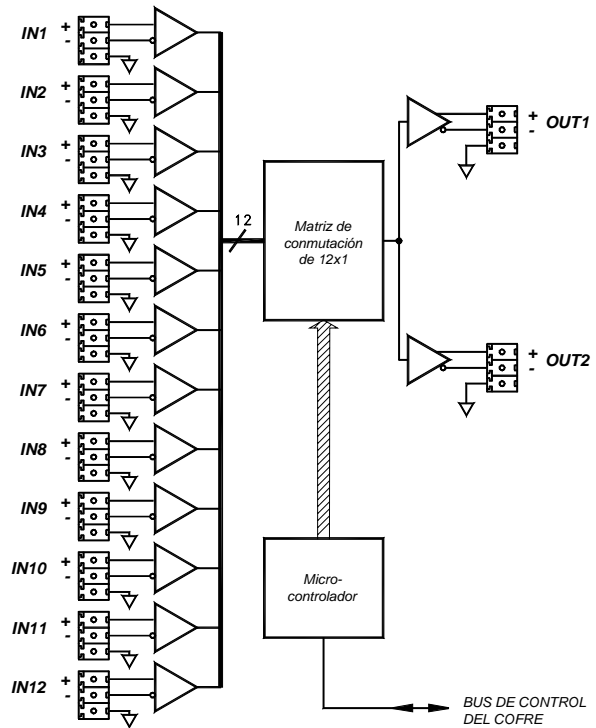 IN1 + -
IN2 + -
IN3 + -
IN4 + -
IN5 + -
IN6 + -
IN7 + -
IN8 + -
IN9 + -
IN10 + -
IN11 + -
IN12 + -
12
Matriz de
conmutación
de 12x1
+ - OUT1
+ - OUT2
Micro-
controlador
BUS DE CONTROL
DEL COFRE